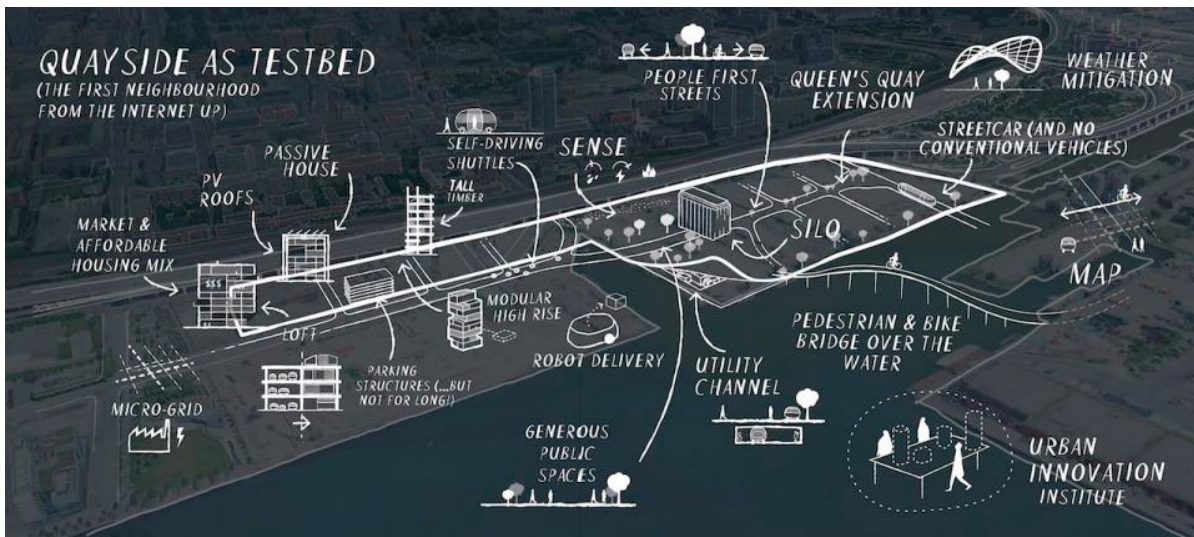 QUAYSIDE AS TESTBED
(THE FIRST NEIGHBOURHOOD
FROM THE INTERNET UP)
PEOPLE FIRST
STREETS
QUEEN'S QUAY
EXTENSION
WEATHER
MITIGATION
STREETCAR (AND NO
CONVENTIONAL VEHICLES)
SELF-DRIVING
SHUTTLES
SENSE
PASSIVE
HOUSE
PV
ROOFS
TALL
TIMBER
MARKET &
AFFORDABLE
HOUSING MIX
$$$
SILO
MAP
LOFT
MODULAR
HIGH RISE
ROBOT DELIVERY
PARKING
STRUCTURES (...BUT
NOT FOR LONG!)
UTILITY
CHANNEL
PEDESTRIAN & BIKE
BRIDGE OVER THE
WATER
MICRO-GRID
GENEROUS
PUBLIC
SPACES
URBAN
INNOVATION
INSTITUTE